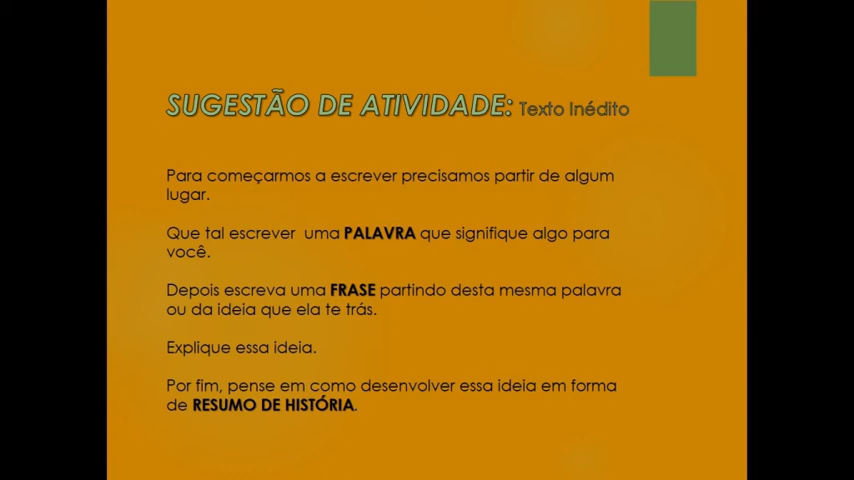 SUGESTÃO DE ATIVIDADE: Texto Inédito
Para começarmos a escrever precisamos partir de algum
lugar.
Que tal escrever uma PALAVRA que signifique algo para
você.
Depois escreva uma FRASE partindo desta mesma palavra
ou da ideia que ela te trás.
Explique essa ideia.
Por fim, pense em como desenvolver essa ideia em forma
de RESUMO DE HISTÓRIA.